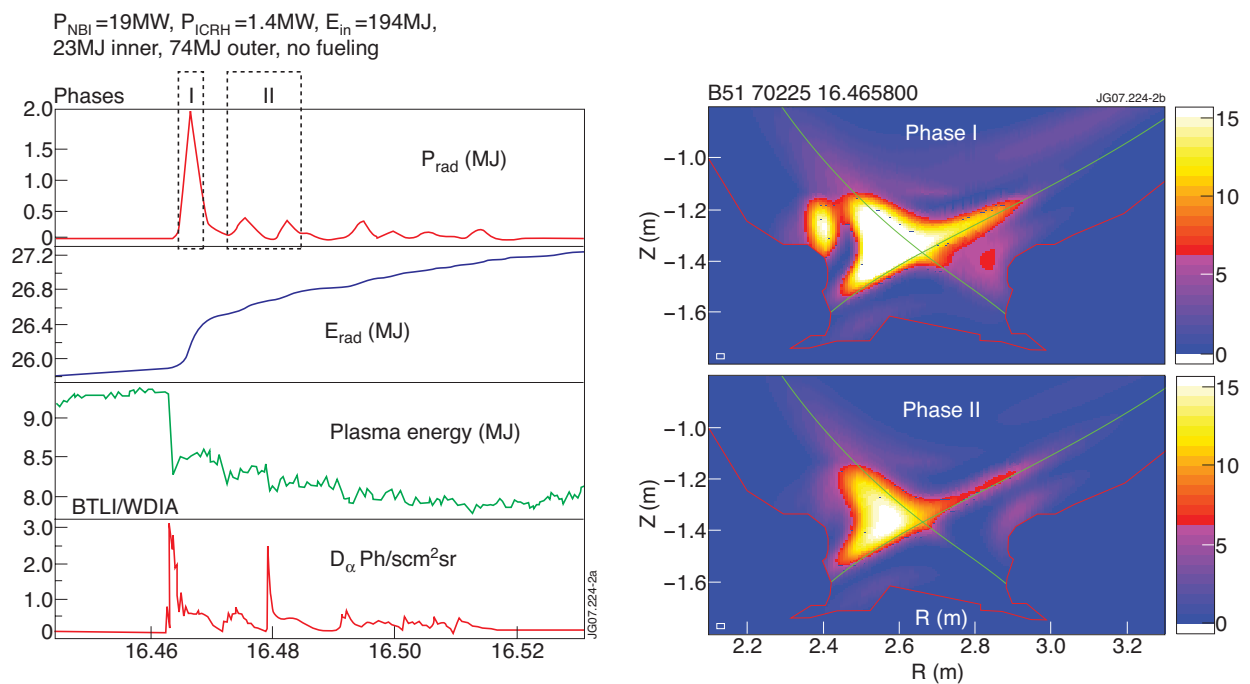 P_NBI =19MW, P_ICRH =1.4MW, E_in =194MJ,
23MJ inner, 74MJ outer, no fueling
Phases I II
2.0
1.5
1.0
0.5
0
P_rad (MJ)
27.2
26.8
26.4
26.0
E_rad (MJ)
9.0
8.5
8.0
Plasma energy (MJ)
BTLI/WDIA
3.0
2.0
1.0
0
D_α Ph/scm²sr
JG07.224-2a
16.46 16.48 16.50 16.52
B51 70225 16.465800
JG07.224-2b
Phase I
−1.0
−1.2
−1.4
−1.6
Z (m)
15
10
5
0
Phase II
−1.0
−1.2
−1.4
−1.6
Z (m)
R (m)
15
10
5
0
2.2 2.4 2.6 2.8 3.0 3.2
R (m)